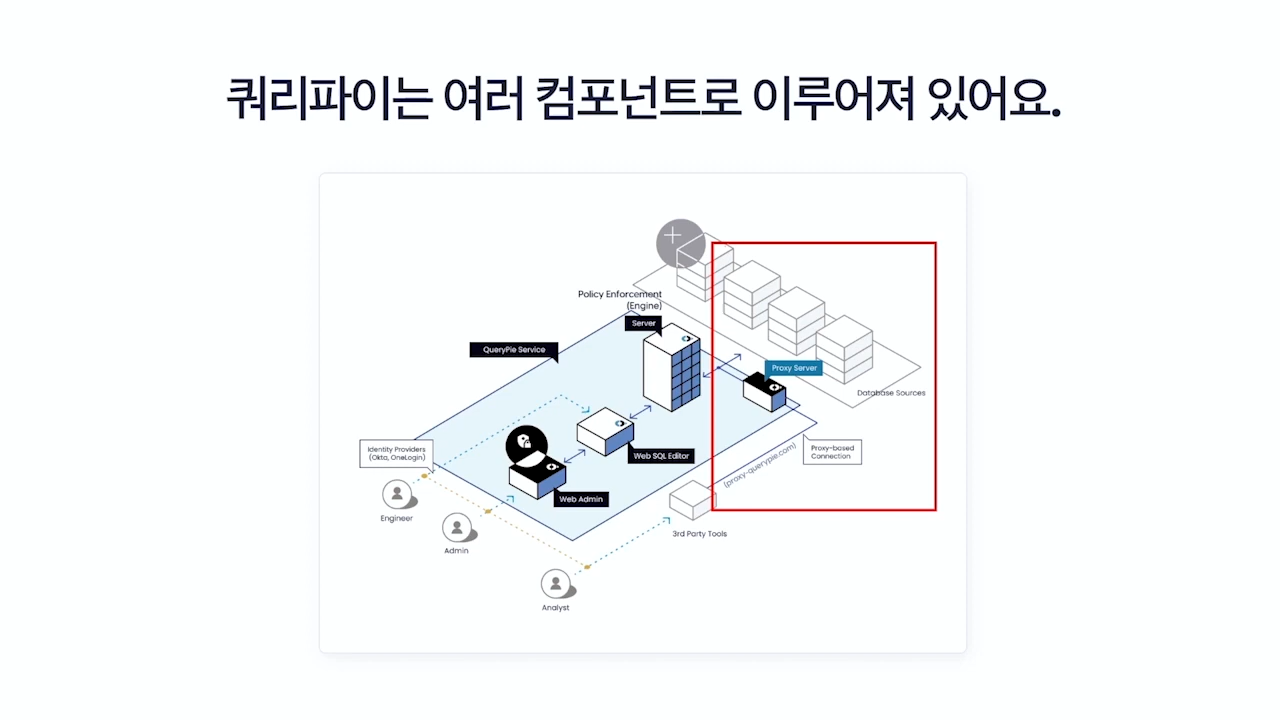 쿼리파이는 여러 컴포넌트로 이루어져 있어요.
Policy Enforcement
(Engine)
Server
QueryPie Service
Proxy Server
Database Sources
Identity Providers
(Okta, OneLogin)
Proxy-based
Connection
Web SQL Editor
(proxy-querypie.com)
Web Admin
Engineer
3rd Party Tools
Admin
Analyst